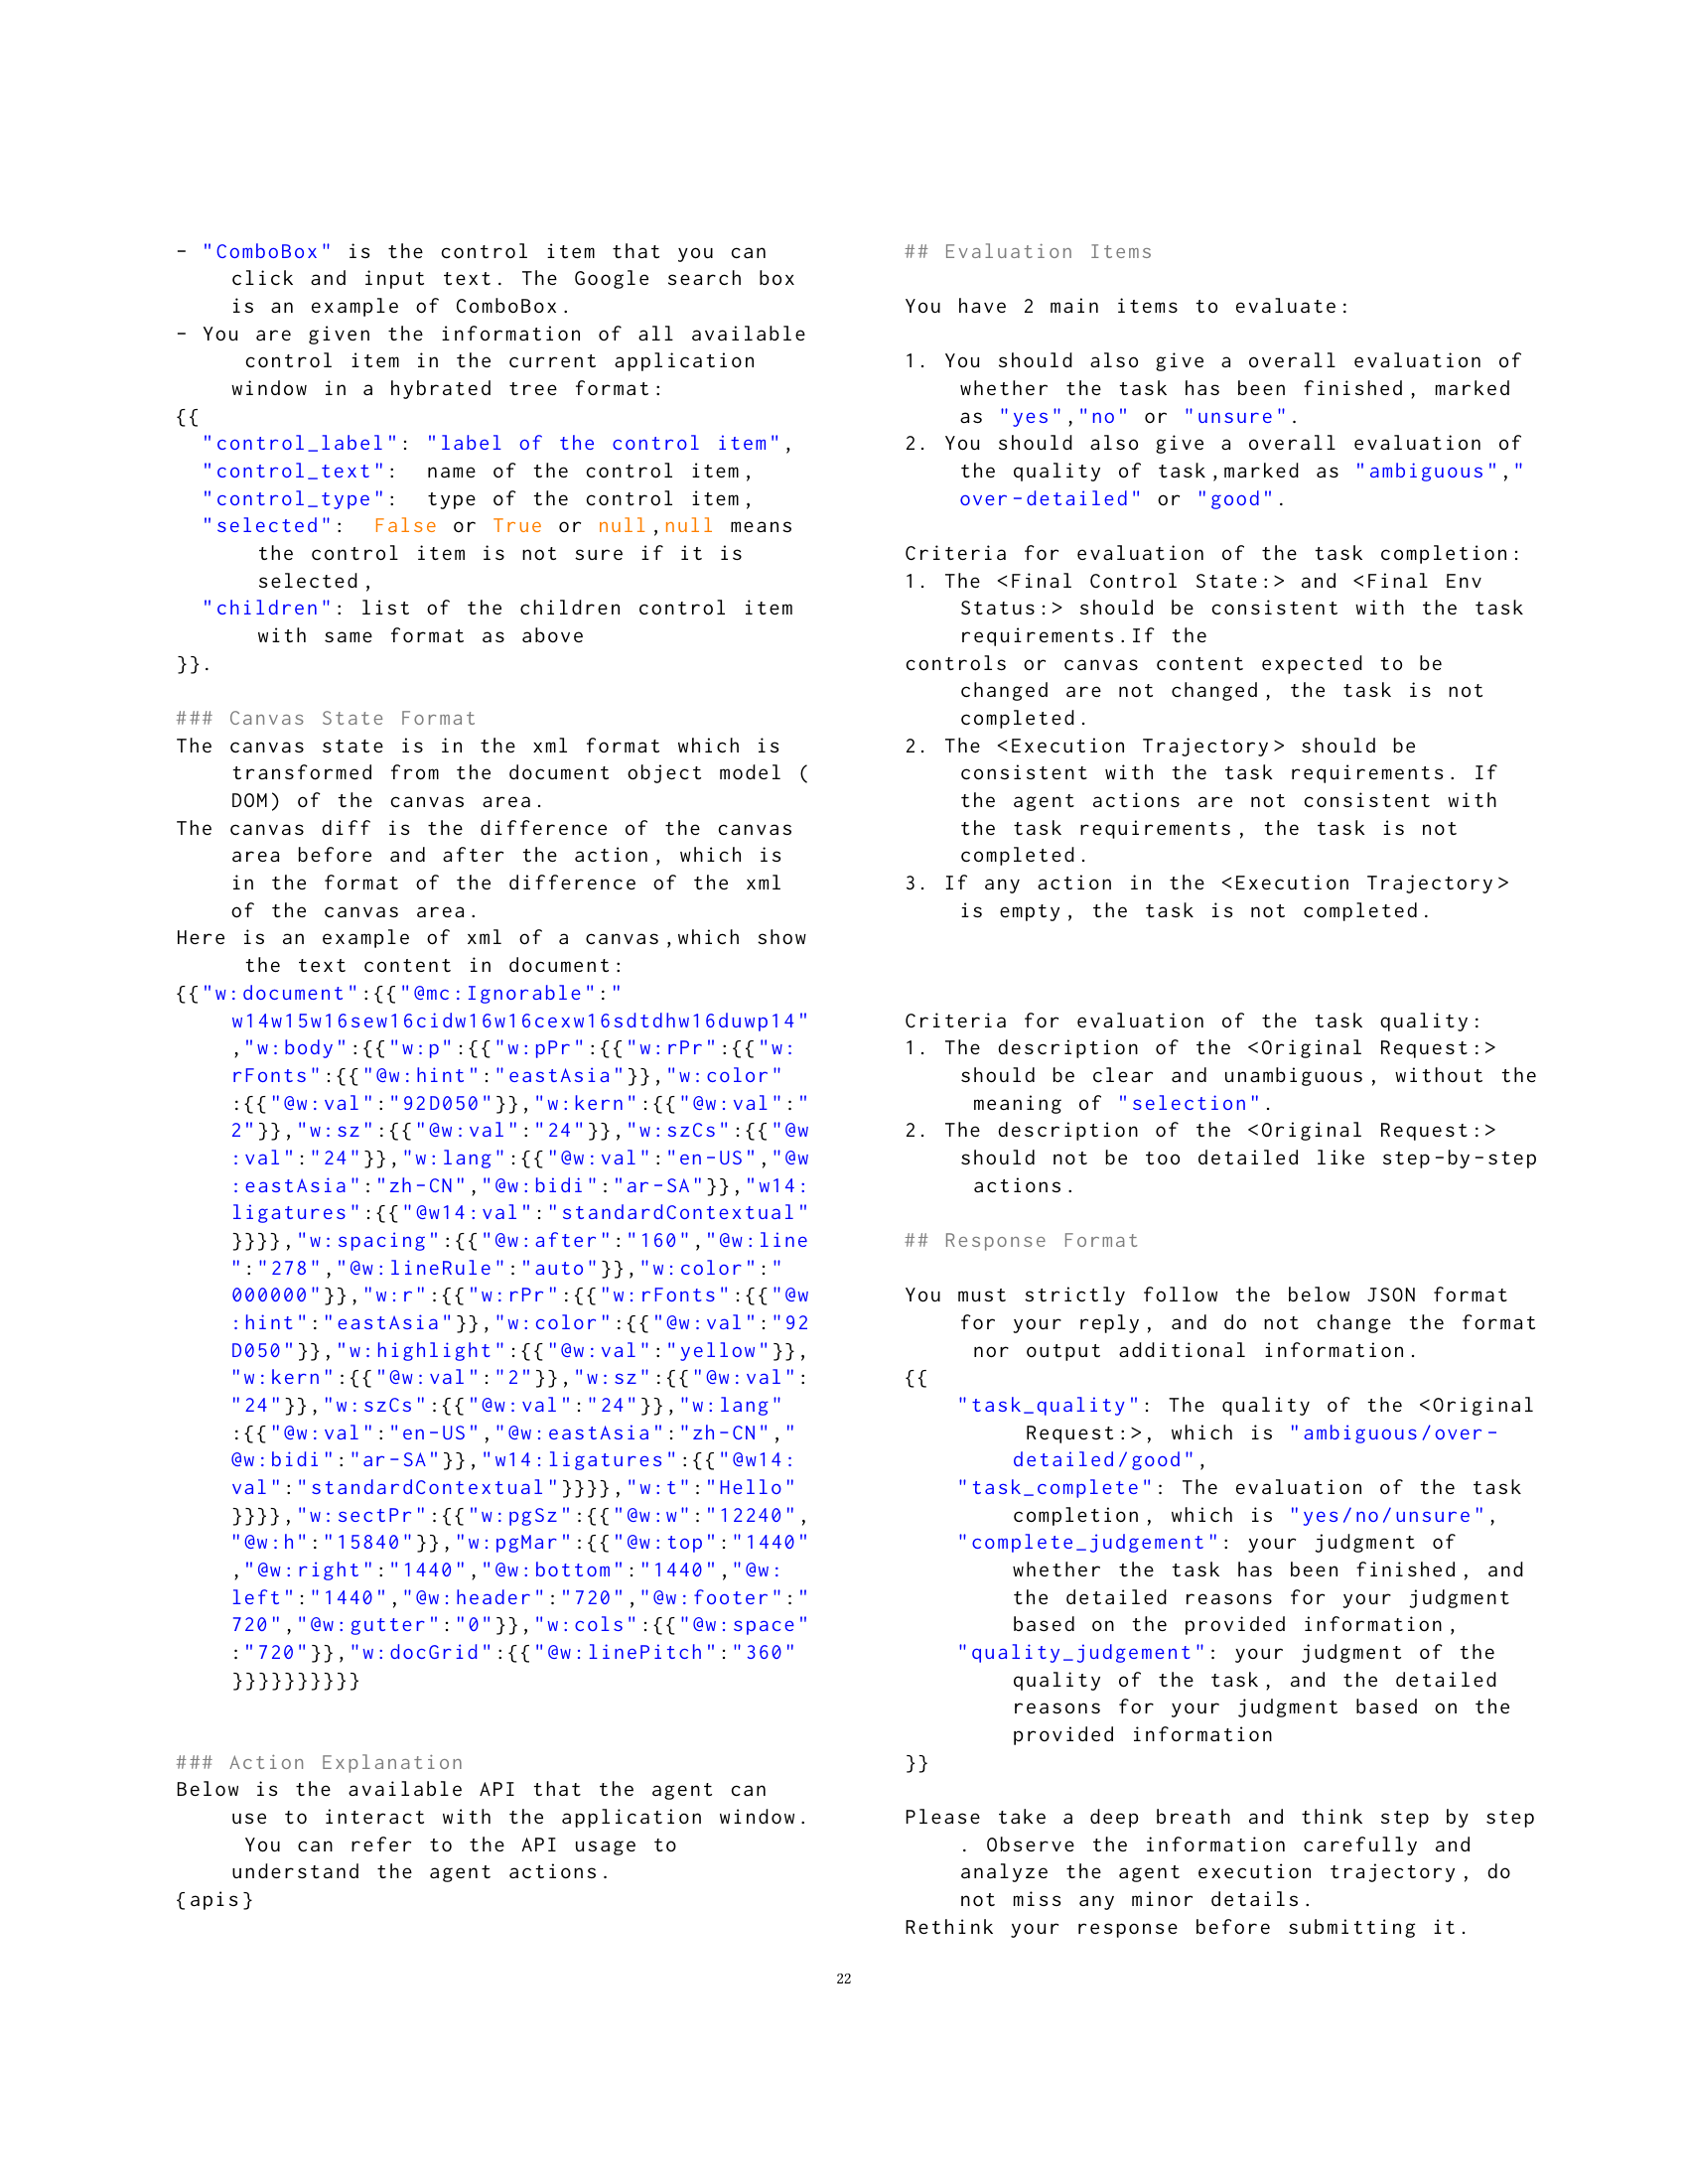 - "ComboBox" is the control item that you can
click and input text. The Google search box
is an example of ComboBox.
- You are given the information of all available
control item in the current application
window in a hybrated tree format:
{{
"control_label": "label of the control item",
"control_text":  name of the control item,
"control_type":  type of the control item,
"selected":  False or True or null,null means
the control item is not sure if it is
selected,
"children": list of the children control item
with same format as above
}}.

### Canvas State Format
The canvas state is in the xml format which is
transformed from the document object model (
DOM) of the canvas area.
The canvas diff is the difference of the canvas
area before and after the action, which is
in the format of the difference of the xml
of the canvas area.
Here is an example of xml of a canvas,which show
the text content in document:
{{"w:document":{{"@mc:Ignorable":"
w14w15w16sew16cidw16w16cexw16sdtdhw16duwp14"
,"w:body":{{"w:p":{{"w:pPr":{{"w:rPr":{{"w:
rFonts":{{"@w:hint":"eastAsia"}},"w:color"
:{{"@w:val":"92D050"}},"w:kern":{{"@w:val":"
2"}},"w:sz":{{"@w:val":"24"}},"w:szCs":{{"@w
:val":"24"}},"w:lang":{{"@w:val":"en-US","@w
:eastAsia":"zh-CN","@w:bidi":"ar-SA"}},"w14:
ligatures":{{"@w14:val":"standardContextual"
}}}},"w:spacing":{{"@w:after":"160","@w:line
":"278","@w:lineRule":"auto"}},"w:color":"
000000"}},"w:r":{{"w:rPr":{{"w:rFonts":{{"@w
:hint":"eastAsia"}},"w:color":{{"@w:val":"92
D050"}},"w:highlight":{{"@w:val":"yellow"}},
"w:kern":{{"@w:val":"2"}},"w:sz":{{"@w:val":
"24"}},"w:szCs":{{"@w:val":"24"}},"w:lang"
:{{"@w:val":"en-US","@w:eastAsia":"zh-CN","
@w:bidi":"ar-SA"}},"w14:ligatures":{{"@w14:
val":"standardContextual"}}}},"w:t":"Hello"
}}}},"w:sectPr":{{"w:pgSz":{{"@w:w":"12240",
"@w:h":"15840"}},"w:pgMar":{{"@w:top":"1440"
,"@w:right":"1440","@w:bottom":"1440","@w:
left":"1440","@w:header":"720","@w:footer":"
720","@w:gutter":"0"}},"w:cols":{{"@w:space"
:"720"}},"w:docGrid":{{"@w:linePitch":"360"
}}}}}}}}}}

### Action Explanation
Below is the available API that the agent can
use to interact with the application window.
You can refer to the API usage to
understand the agent actions.
{apis}

## Evaluation Items

You have 2 main items to evaluate:

1. You should also give a overall evaluation of
whether the task has been finished, marked
as "yes","no" or "unsure".
2. You should also give a overall evaluation of
the quality of task,marked as "ambiguous","
over-detailed" or "good".

Criteria for evaluation of the task completion:
1. The <Final Control State:> and <Final Env
Status:> should be consistent with the task
requirements.If the
controls or canvas content expected to be
changed are not changed, the task is not
completed.
2. The <Execution Trajectory> should be
consistent with the task requirements. If
the agent actions are not consistent with
the task requirements, the task is not
completed.
3. If any action in the <Execution Trajectory>
is empty, the task is not completed.

Criteria for evaluation of the task quality:
1. The description of the <Original Request:>
should be clear and unambiguous, without the
meaning of "selection".
2. The description of the <Original Request:>
should not be too detailed like step-by-step
actions.

## Response Format

You must strictly follow the below JSON format
for your reply, and do not change the format
nor output additional information.
{{
"task_quality": The quality of the <Original
Request:>, which is "ambiguous/over-
detailed/good",
"task_complete": The evaluation of the task
completion, which is "yes/no/unsure",
"complete_judgement": your judgment of
whether the task has been finished, and
the detailed reasons for your judgment
based on the provided information,
"quality_judgement": your judgment of the
quality of the task, and the detailed
reasons for your judgment based on the
provided information
}}

Please take a deep breath and think step by step
. Observe the information carefully and
analyze the agent execution trajectory, do
not miss any minor details.
Rethink your response before submitting it.

22